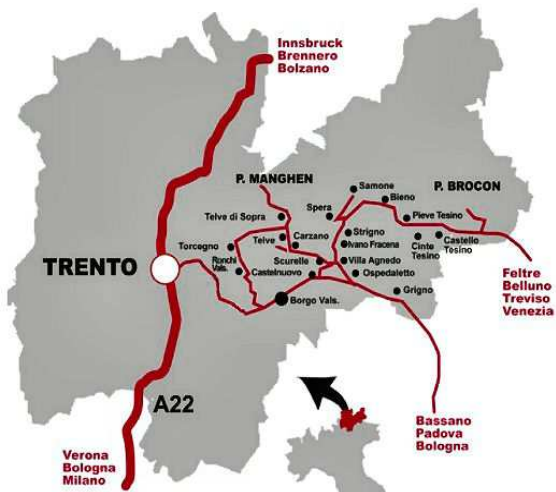 Innsbruck
Brennero
Bolzano
P. MANGHEN
Samone
Bieno
P. BROCON
Telve di Sopra
Spera
Pieve Tesino
Torcegno
Telve
Carzano
Strigno
Ivano Fracena
Cinte
Tesino
Castello
Tesino
TRENTO
Ronchi
Vals.
Scurelle
Villa Agnedo
Castelnuovo
Ospedaletto
Feltre
Belluno
Treviso
Venezia
Borgo Vals.
Grigno
A22
Bassano
Padova
Bologna
Verona
Bologna
Milano